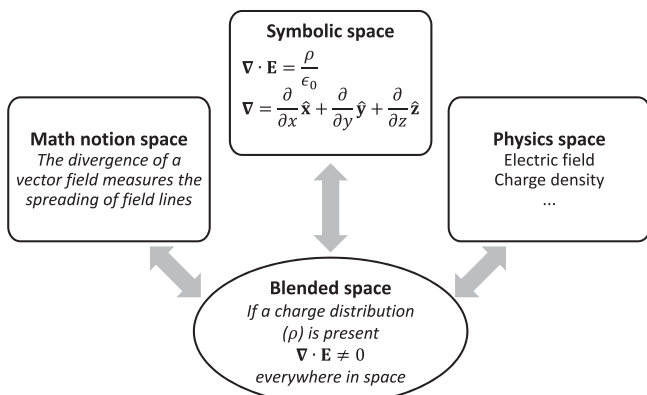 Symbolic space
∇ · E = ρ/ϵ₀
∇ = ∂/∂x x̂ + ∂/∂y ŷ + ∂/∂z ẑ
Math notion space
The divergence of a
vector field measures the
spreading of field lines
Physics space
Electric field
Charge density
...
Blended space
If a charge distribution
(ρ) is present
∇ · E ≠ 0
everywhere in space